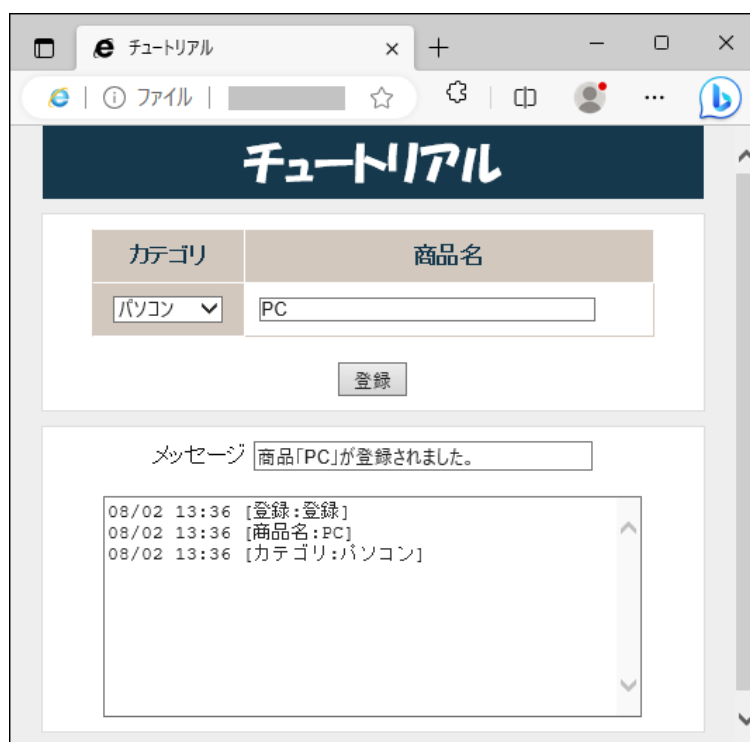 チュートリアル
ファイル
チュートリアル
カテゴリ 商品名
パソコン PC
登録
メッセージ 商品「PC」が登録されました。
08/02 13:36 [登録:登録]
08/02 13:36 [商品名:PC]
08/02 13:36 [カテゴリ:パソコン]